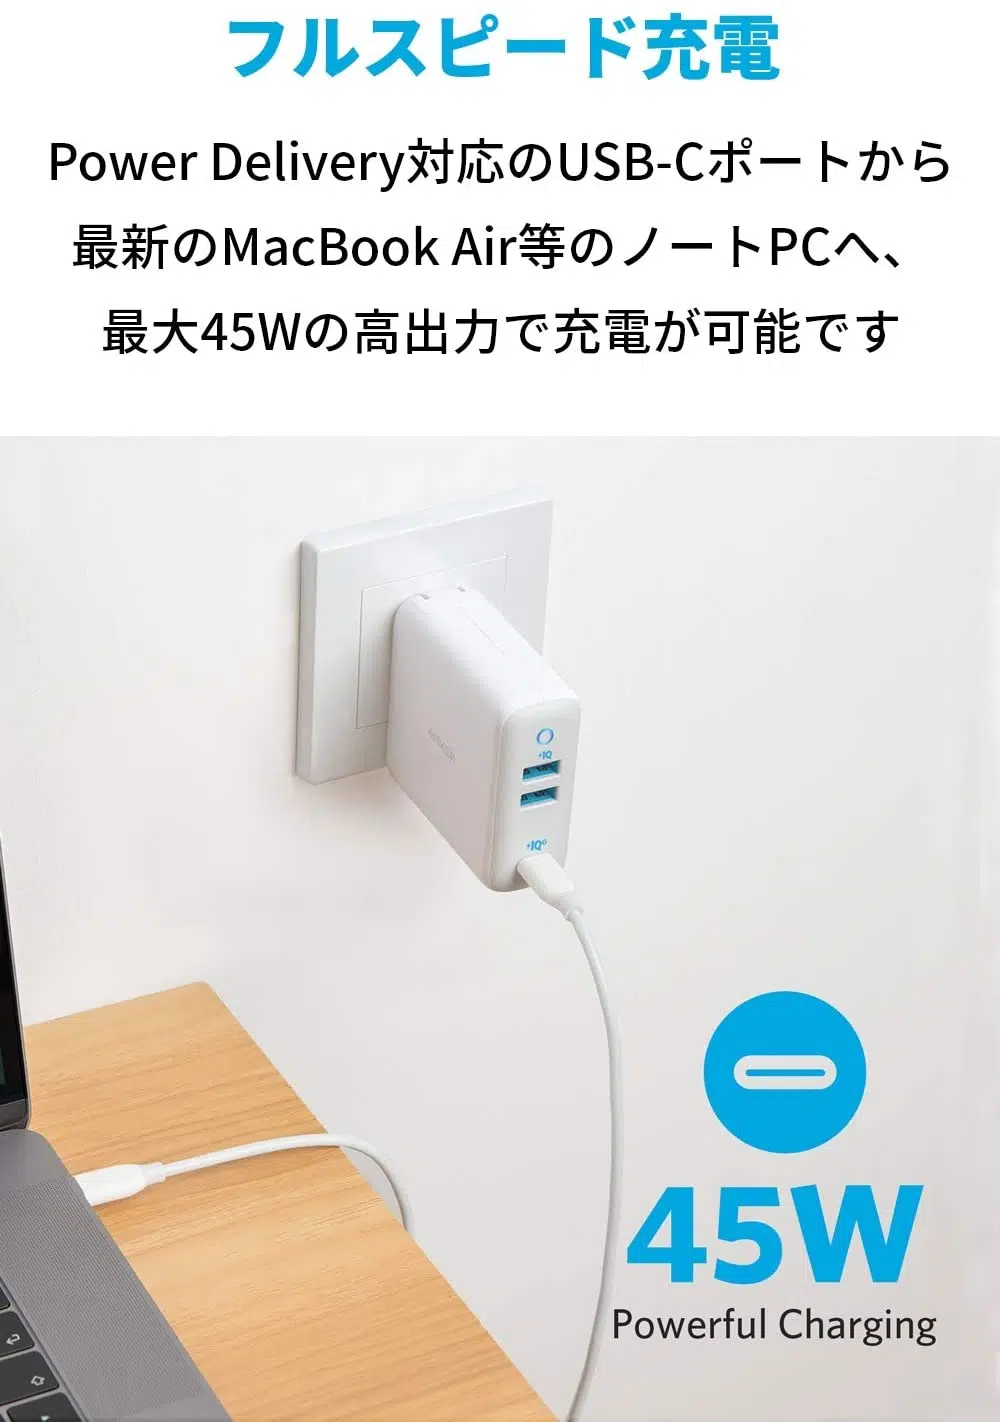 フルスピード充電
Power Delivery対応のUSB-Cポートから
最新のMacBook Air等のノートPCへ、
最大45Wの高出力で充電が可能です
ANKER
IQ
IQ3
45W
Powerful Charging